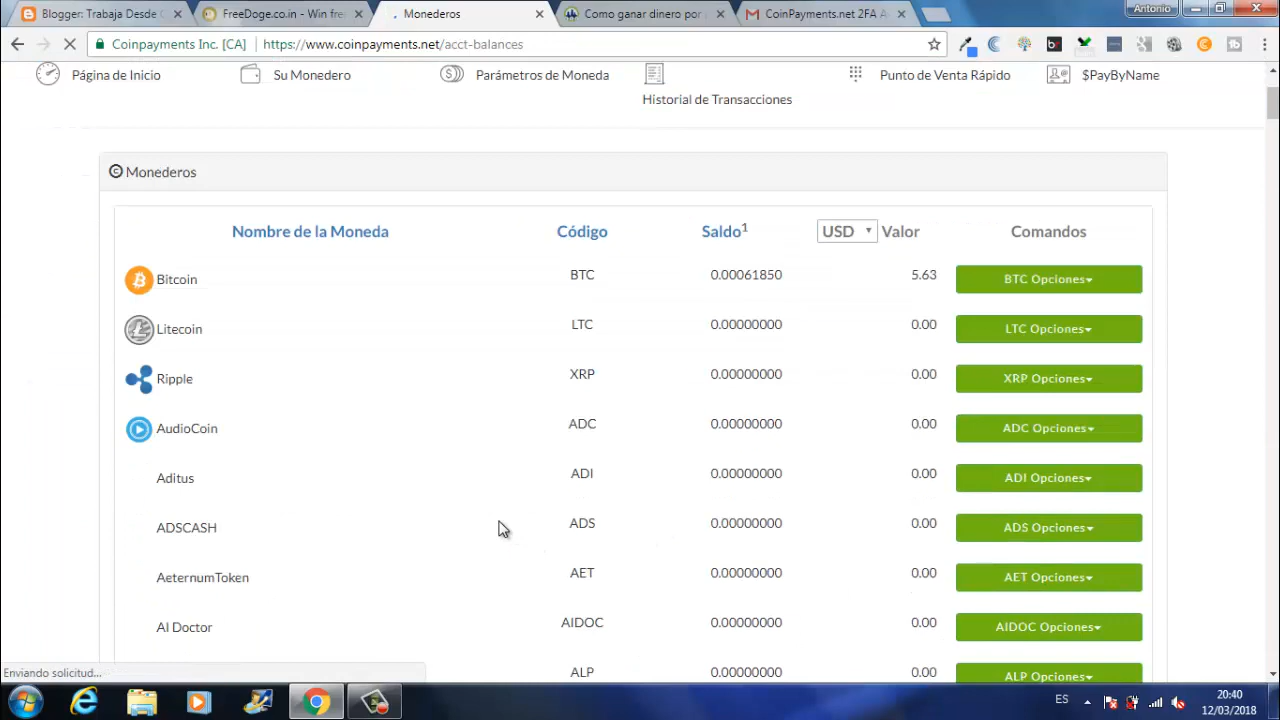 Blogger: Trabaja Desde C
FreeDoge.co.in - Win free
Monederos
Como ganar dinero por
CoinPayments.net 2FA A
Antonio
Coinpayments Inc. [CA]
https://www.coinpayments.net/acct-balances
Página de Inicio
Su Monedero
Parámetros de Moneda
Historial de Transacciones
Punto de Venta Rápido
$PayByName
Monederos
Nombre de la Moneda Código Saldo1 USD Valor Comandos
Bitcoin BTC 0.00061850 5.63 BTC Opciones
Litecoin LTC 0.00000000 0.00 LTC Opciones
Ripple XRP 0.00000000 0.00 XRP Opciones
AudioCoin ADC 0.00000000 0.00 ADC Opciones
Aditus ADI 0.00000000 0.00 ADI Opciones
ADSCASH ADS 0.00000000 0.00 ADS Opciones
AeternumToken AET 0.00000000 0.00 AET Opciones
AI Doctor AIDOC 0.00000000 0.00 AIDOC Opciones
ALP 0.00000000 0.00 ALP Opciones
Enviando solicitud...
ES
20:40
12/03/2018